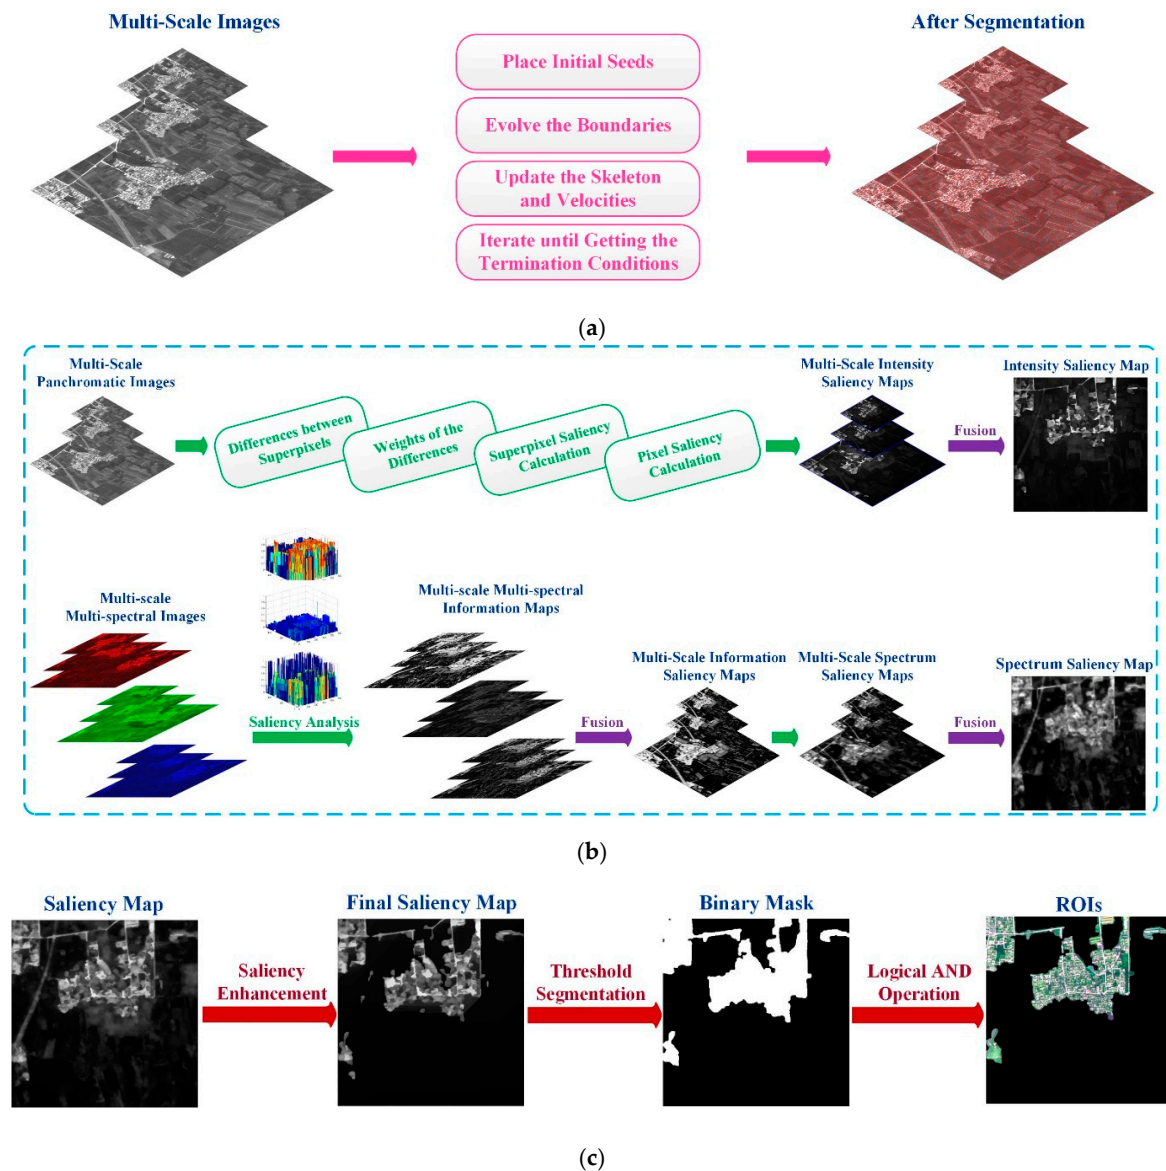 Multi-Scale Images
After Segmentation
Place Initial Seeds
Evolve the Boundaries
Update the Skeleton
and Velocities
Iterate until Getting the
Termination Conditions
(a)
Multi-Scale
Panchromatic Images
Differences between
Superpixels
Weights of the
Differences
Superpixel Saliency
Calculation
Pixel Saliency
Calculation
Multi-Scale Intensity
Saliency Maps
Fusion
Intensity Saliency Map
Multi-scale
Multi-spectral Images
Saliency Analysis
Multi-scale Multi-spectral
Information Maps
Fusion
Multi-Scale Information
Saliency Maps
Multi-Scale Spectrum
Saliency Maps
Fusion
Spectrum Saliency Map
(b)
Saliency Map
Saliency
Enhancement
Final Saliency Map
Threshold
Segmentation
Binary Mask
Logical AND
Operation
ROIs
(c)